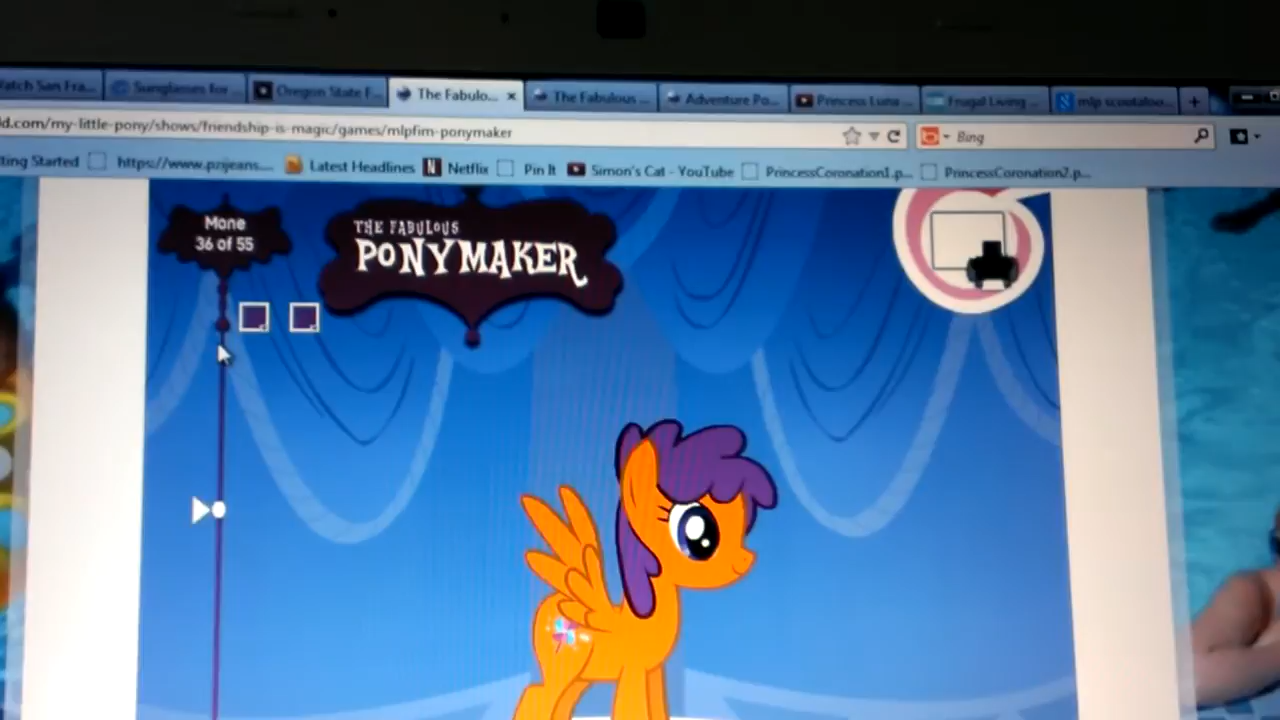 Watch San Fra...
Sunglasses for
Oregon State F...
The Fabulo... x
The Fabulous ...
Adventure Po...
Princess Luna ...
Frugal Living ...
mlp scootaloo...
+
ld.com/my-little-pony/shows/friendship-is-magic/games/mlpfim-ponymaker
Bing
ting Started
https://www.pzijeans....
Latest Headlines
Netflix
Pin It
Simon's Cat - YouTube
PrincessCoronation1.p...
PrincessCoronation2.p...
Mane
36 of 55
THE FABULOUS
PONYMAKER